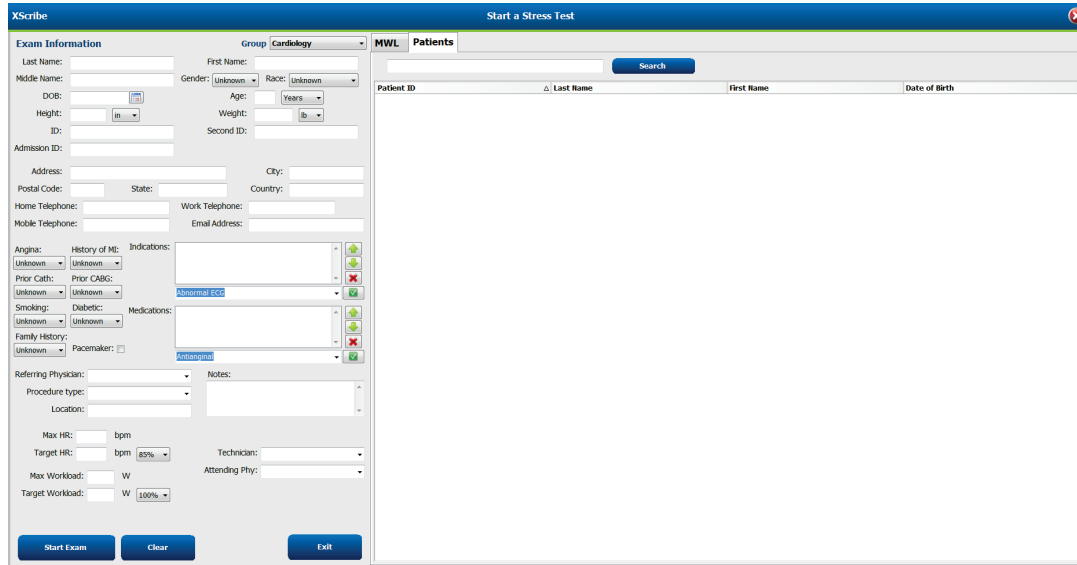 XScribe Start a Stress Test
Exam Information Group Cardiology
Last Name: First Name:
Middle Name: Gender: Unknown Race: Unknown
DOB: Age: Years
Height: in Weight: lb
ID: Second ID:
Admission ID:
Address: City:
Postal Code: State: Country:
Home Telephone: Work Telephone:
Mobile Telephone: Email Address:
Angina: History of MI: Indications:
Unknown Unknown
Prior Cath: Prior CABG:
Unknown Unknown Abnormal ECG
Smoking: Diabetic: Medications:
Unknown Unknown
Family History:
Unknown Pacemaker:
Antianginal
Referring Physician: Notes:
Procedure type:
Location:
Max HR: bpm
Target HR: bpm 85% Technician:
Attending Phy:
Max Workload: W
Target Workload: W 100%
Start Exam Clear Exit
MWL Patients
Search
Patient ID Last Name First Name Date of Birth